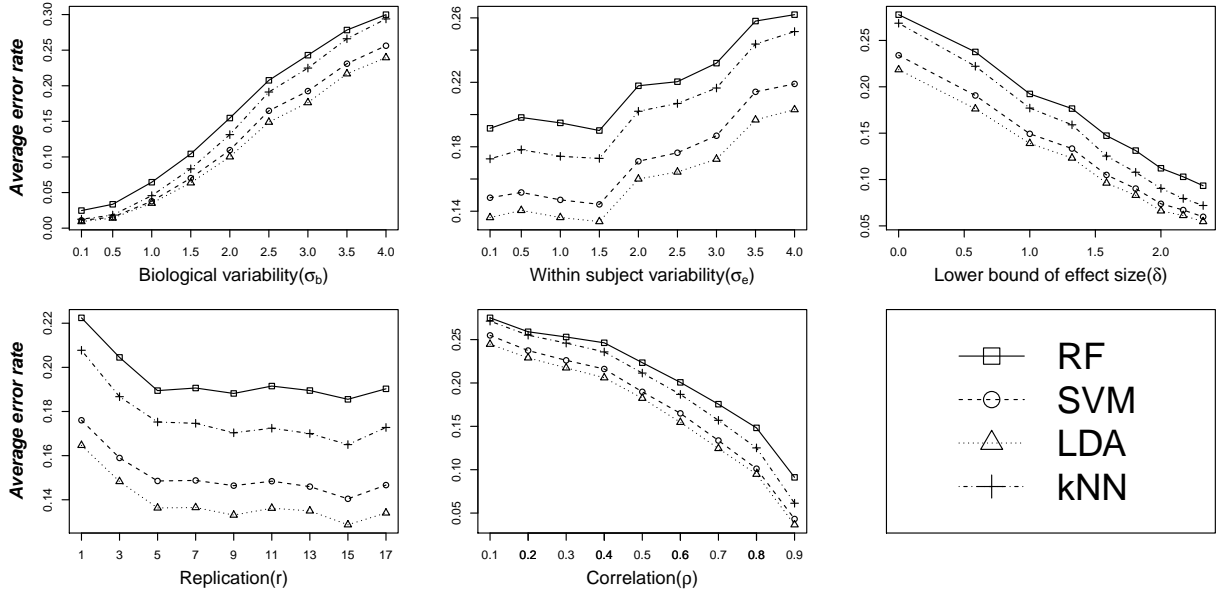 Average error rate
0.00 0.05 0.10 0.15 0.20 0.25 0.30
0.1 0.5 1.0 1.5 2.0 2.5 3.0 3.5 4.0
Biological variability(σb)
0.14 0.18 0.22 0.26
0.1 0.5 1.0 1.5 2.0 2.5 3.0 3.5 4.0
Within subject variability(σe)
0.05 0.10 0.15 0.20 0.25
0.0 0.5 1.0 1.5 2.0
Lower bound of effect size(δ)
Average error rate
0.14 0.16 0.18 0.20 0.22
1 3 5 7 9 11 13 15 17
Replication(r)
0.05 0.10 0.15 0.20 0.25
0.1 0.2 0.3 0.4 0.5 0.6 0.7 0.8 0.9
Correlation(ρ)
RF
SVM
LDA
kNN